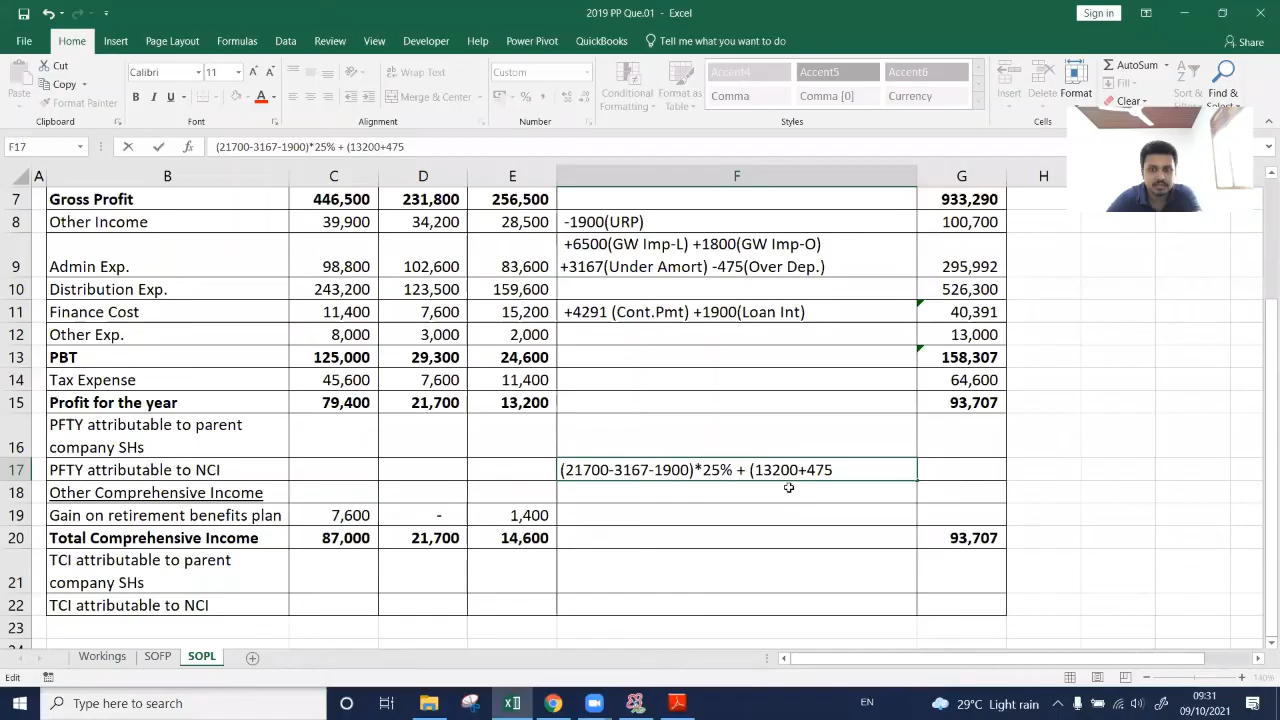 2019 PP Que.01 - Excel
Sign in
File Home Insert Page Layout Formulas Data Review View Developer Help Power Pivot QuickBooks Tell me what you want to do Share
Paste
Cut
Copy
Format Painter
Clipboard
Calibri 11
B I U
Font
Wrap Text
Merge & Center
Alignment
Custom
Number
Conditional Formatting
Format as Table
Accent4 Accent5 Accent6
Comma Comma [0] Currency
Styles
Insert Delete Format
Cells
AutoSum
Fill
Clear
Sort &
Find &
Select
F17 (21700-3167-1900)*25% + (13200+475
A B C D E F G H
7 Gross Profit 446,500 231,800 256,500 933,290
8 Other Income 39,900 34,200 28,500 -1900(URP) 100,700
+6500(GW Imp-L) +1800(GW Imp-O)
9 Admin Exp. 98,800 102,600 83,600 +3167(Under Amort) -475(Over Dep.) 295,992
10 Distribution Exp. 243,200 123,500 159,600 526,300
11 Finance Cost 11,400 7,600 15,200 +4291 (Cont.Pmt) +1900(Loan Int) 40,391
12 Other Exp. 8,000 3,000 2,000 13,000
13 PBT 125,000 29,300 24,600 158,307
14 Tax Expense 45,600 7,600 11,400 64,600
15 Profit for the year 79,400 21,700 13,200 93,707
PFTY attributable to parent
16 company SHs
17 PFTY attributable to NCI (21700-3167-1900)*25% + (13200+475
18 Other Comprehensive Income
19 Gain on retirement benefits plan 7,600 - 1,400
20 Total Comprehensive Income 87,000 21,700 14,600 93,707
TCI attributable to parent
21 company SHs
22 TCI attributable to NCI
23
Workings SOFP SOPL
Edit 140%
Type here to search
EN
29°C Light rain
09:31
09/10/2021